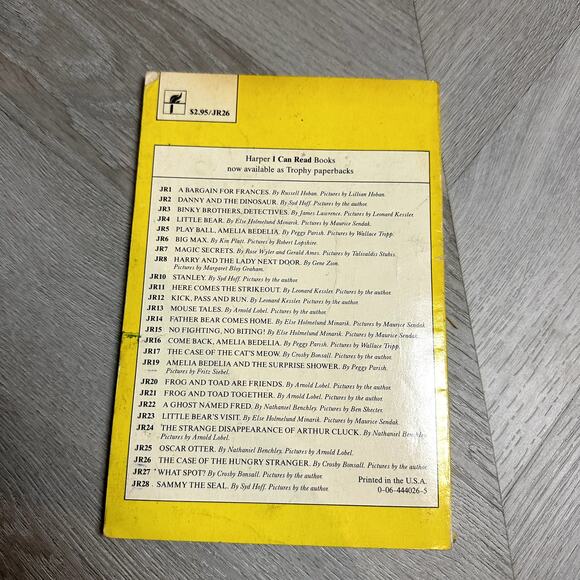 $2.95/JR26
Harper I Can Read Books
now available as Trophy paperbacks
JR1 A BARGAIN FOR FRANCES. By Russell Hoban. Pictures by Lillian Hoban.
JR2 DANNY AND THE DINOSAUR. By Syd Hoff. Pictures by the author.
JR3 BINKY BROTHERS, DETECTIVES. By James Lawrence. Pictures by Leonard Kessler.
JR4 LITTLE BEAR. By Else Holmelund Minarik. Pictures by Maurice Sendak.
JR5 PLAY BALL, AMELIA BEDELIA. By Peggy Parish. Pictures by Wallace Tripp.
JR6 BIG MAX. By Kin Platt. Pictures by Robert Lopshire.
JR7 MAGIC SECRETS. By Rose Wyler and Gerald Ames. Pictures by Talivaldis Stubis.
JR8 HARRY AND THE LADY NEXT DOOR. By Gene Zion.
Pictures by Margaret Bloy Graham.
JR10 STANLEY. By Syd Hoff. Pictures by the author.
JR11 HERE COMES THE STRIKEOUT. By Leonard Kessler. Pictures by the author.
JR12 KICK, PASS AND RUN. By Leonard Kessler. Pictures by the author.
JR13 MOUSE TALES. By Arnold Lobel. Pictures by the author.
JR14 FATHER BEAR COMES HOME. By Else Holmelund Minarik. Pictures by Maurice Sendak.
JR15 NO FIGHTING, NO BITING! By Else Holmelund Minarik. Pictures by Maurice Sendak.
JR16 COME BACK, AMELIA BEDELIA. By Peggy Parish. Pictures by Wallace Tripp.
JR17 THE CASE OF THE CAT'S MEOW. By Crosby Bonsall. Pictures by the author.
JR19 AMELIA BEDELIA AND THE SURPRISE SHOWER. By Peggy Parish.
Pictures by Fritz Siebel.
JR20 FROG AND TOAD ARE FRIENDS. By Arnold Lobel. Pictures by the author.
JR21 FROG AND TOAD TOGETHER. By Arnold Lobel. Pictures by the author.
JR22 A GHOST NAMED FRED. By Nathaniel Benchley. Pictures by Ben Shecter.
JR23 LITTLE BEAR'S VISIT. By Else Holmelund Minarik. Pictures by Maurice Sendak.
JR24 THE STRANGE DISAPPEARANCE OF ARTHUR CLUCK. By Nathaniel Benchley.
Pictures by Arnold Lobel.
JR25 OSCAR OTTER. By Nathaniel Benchley. Pictures by Arnold Lobel.
JR26 THE CASE OF THE HUNGRY STRANGER. By Crosby Bonsall. Pictures by the author.
JR27 WHAT SPOT? By Crosby Bonsall. Pictures by the author.
JR28 SAMMY THE SEAL. By Syd Hoff. Pictures by the author.
Printed in the U.S.A.
0-06-444026-5